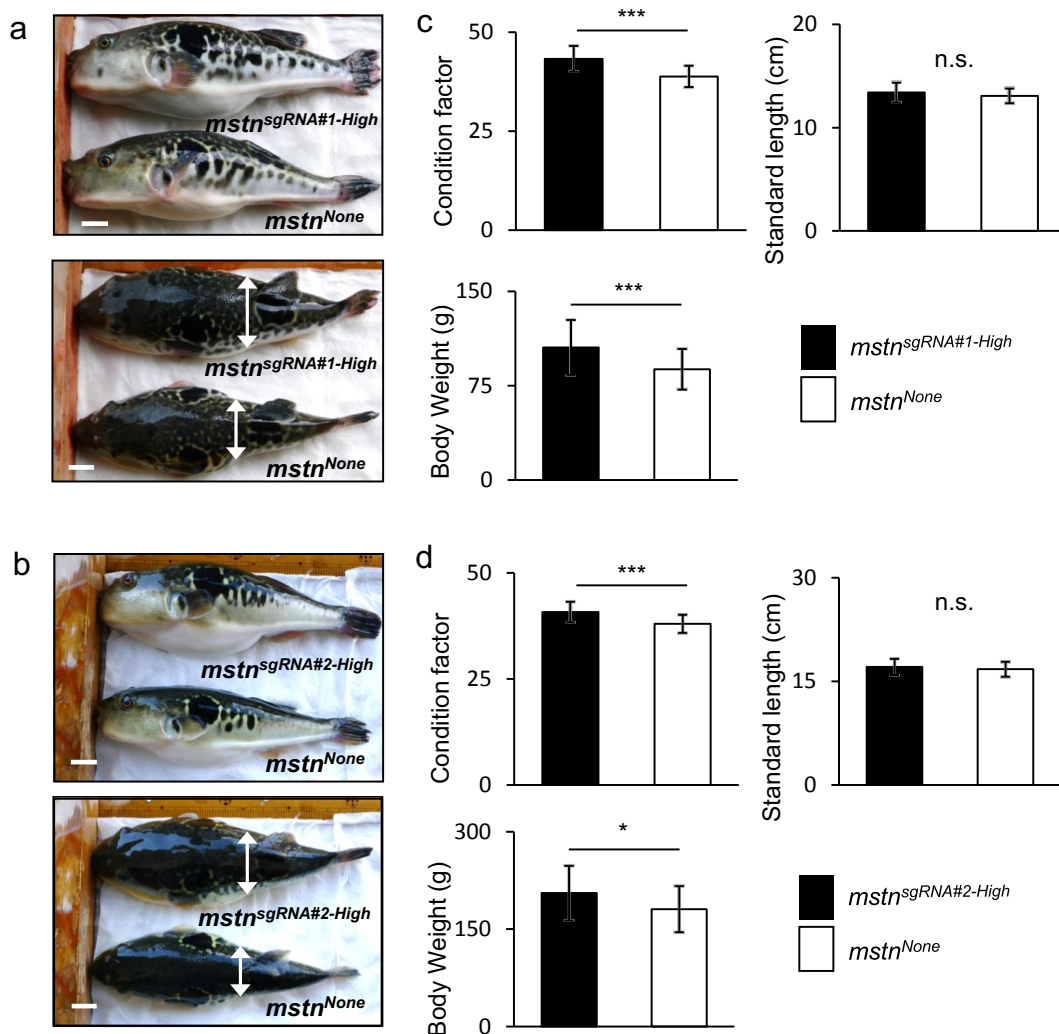 a
mstn^sgRNA#1-High
mstn^None
mstn^sgRNA#1-High
mstn^None
c
Condition factor
50
25
0
***
Standard length (cm)
20
10
0
n.s.
Body Weight (g)
150
75
0
***
mstn^sgRNA#1-High
mstn^None
b
mstn^sgRNA#2-High
mstn^None
mstn^sgRNA#2-High
mstn^None
d
Condition factor
50
25
0
***
Standard length (cm)
30
15
0
n.s.
Body Weight (g)
300
150
0
*
mstn^sgRNA#2-High
mstn^None